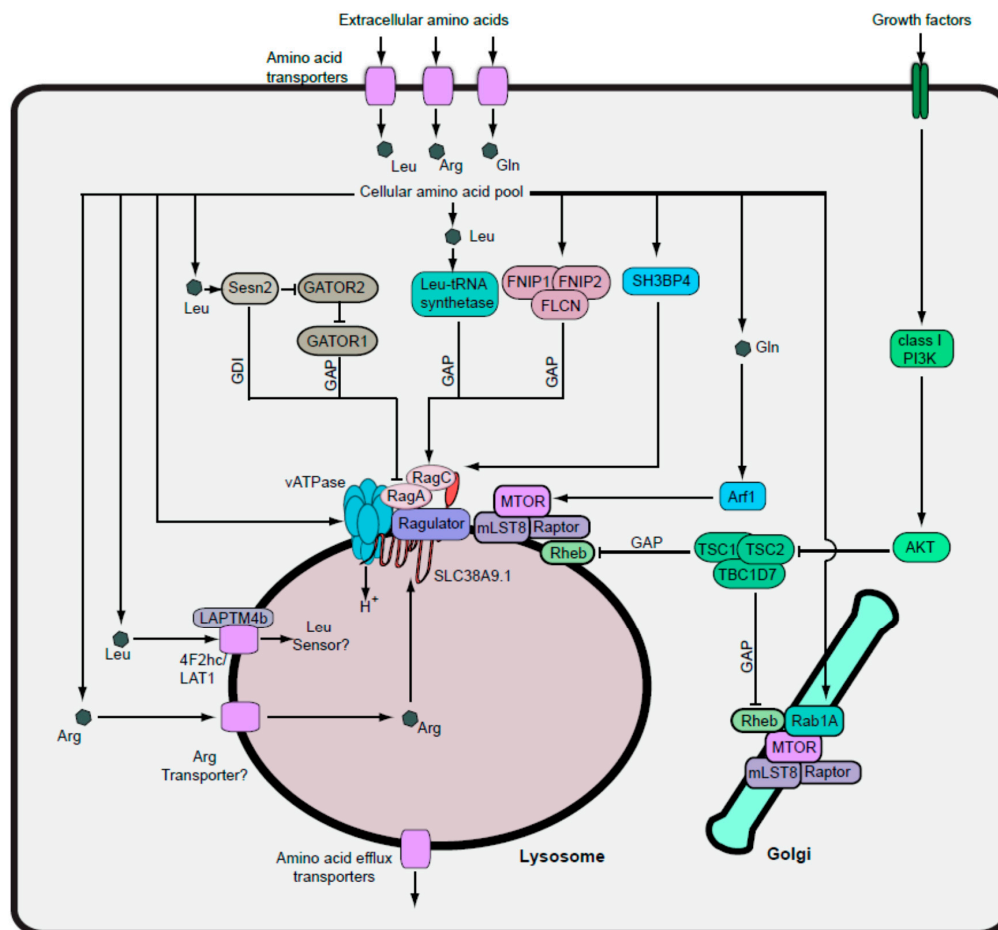 Extracellular amino acids
Growth factors
Amino acid
transporters
Leu
Arg
Gln
Cellular amino acid pool
Leu
Leu
Sesn2
GATOR2
GATOR1
GDI
GAP
Leu-tRNA
synthetase
GAP
FNIP1
FNIP2
FLCN
GAP
SH3BP4
Gln
class I
PI3K
vATPase
RagC
RagA
Ragulator
MTOR
mLST8
Raptor
Rheb
Arf1
GAP
TSC1
TSC2
TBC1D7
AKT
SLC38A9.1
H+
LAPTM4b
Leu
Sensor?
Leu
4F2hc/
LAT1
GAP
Arg
Arg
Arg
Transporter?
Rheb
Rab1A
MTOR
mLST8
Raptor
Amino acid efflux
transporters
Lysosome
Golgi